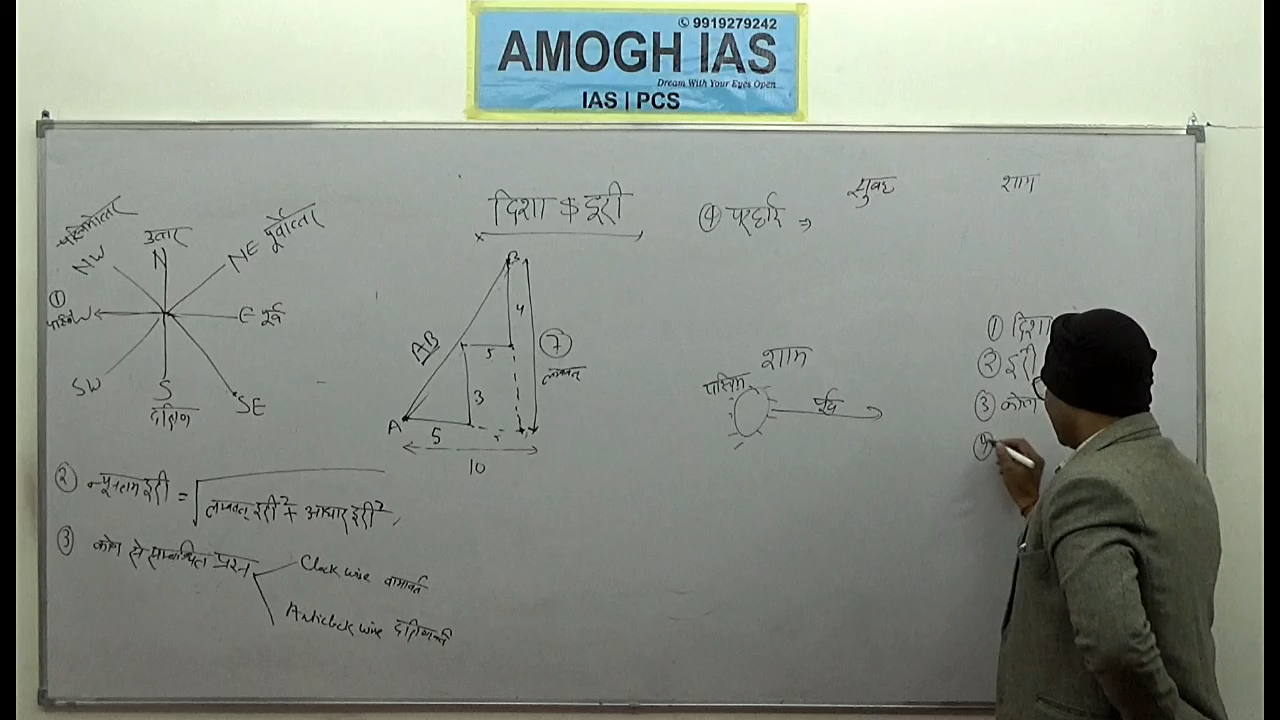 9919279242
AMOGH IAS
Dream With Your Eyes Open
IAS | PCS
दिशा & दूरी
पश्चिमोत्तर
NW
उत्तर
N
NE पूर्वोत्तर
①
पश्चिम W
E पूर्व
SW
S
दक्षिण
SE
B
AB
4
5
3
⑦
लम्बवत्
A
5
10
② न्यूनतम दूरी = √ लम्बवत् दूरी² + आधार दूरी²
③ कोण से सम्बन्धित प्रश्न
Clock wise वामावर्त
Anticlock wise दक्षिणावर्त
④ परछाई ⇒
सुबह
शाम
शाम
पश्चिम
पूर्व
① दिशा
② दूरी
③ कोण